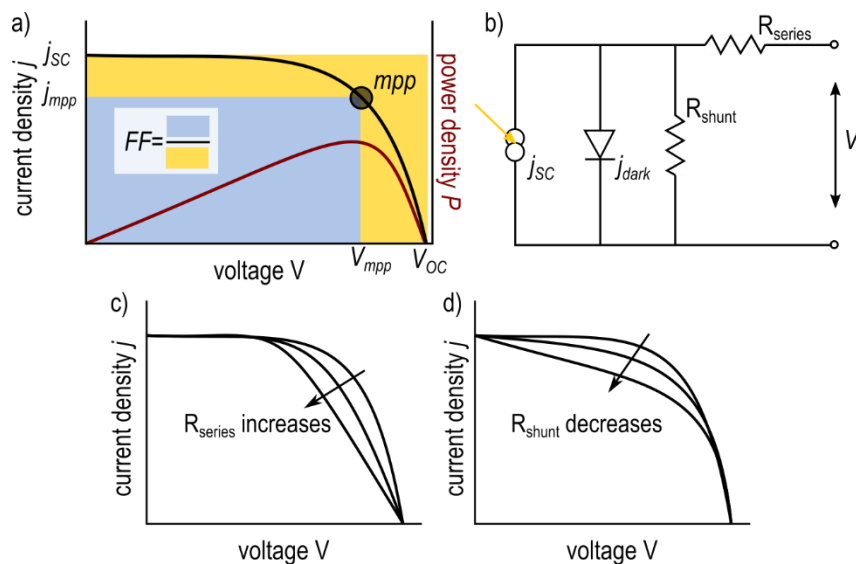 a)
j_SC
j_mpp
current density j
FF=
mpp
power density P
V_mpp
V_OC
voltage V
b)
R_series
R_shunt
j_SC
j_dark
V
c)
current density j
R_series increases
voltage V
d)
current density j
R_shunt decreases
voltage V